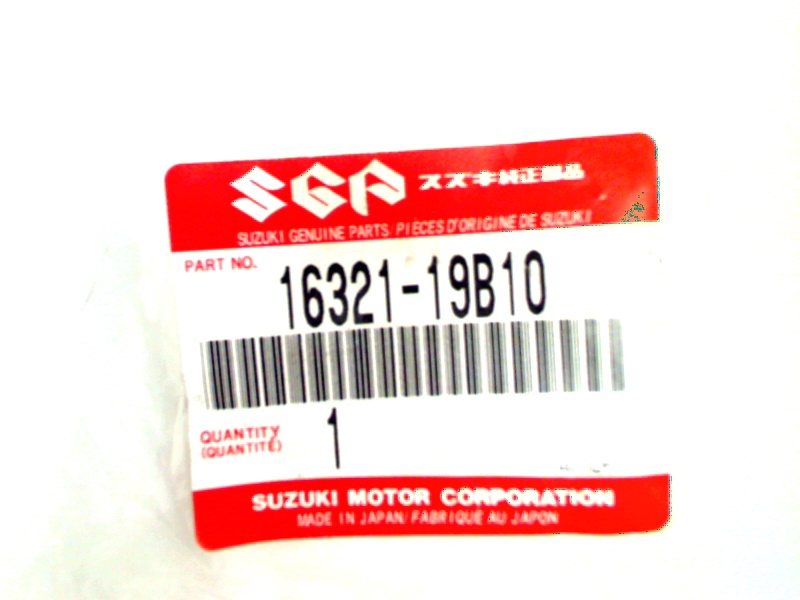 SGP スズキ純正部品
SUZUKI GENUINE PARTS/PIÈCES D'ORIGINE DE SUZUKI
PART NO. 16321-19B10
QUANTITY 1
(QUANTITÉ)
SUZUKI MOTOR CORPORATION
MADE IN JAPAN/FABRIQUÉ AU JAPON